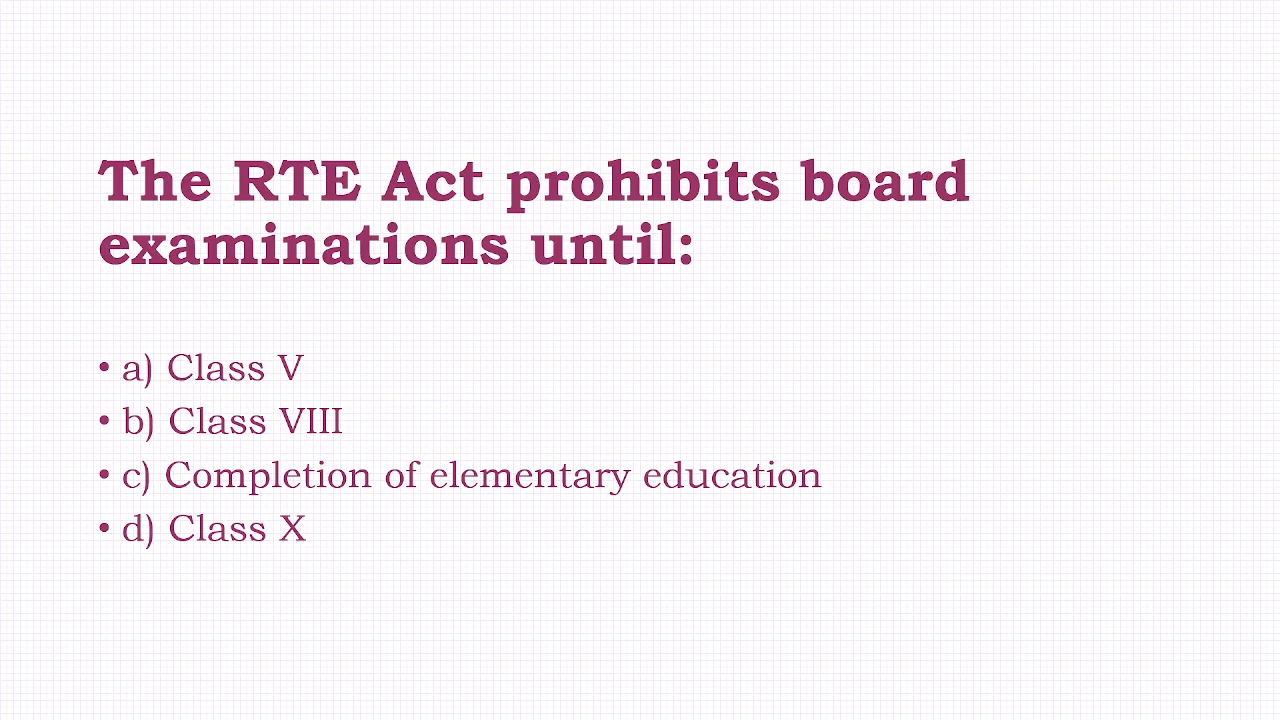 The RTE Act prohibits board
examinations until:
• a) Class V
• b) Class VIII
• c) Completion of elementary education
• d) Class X